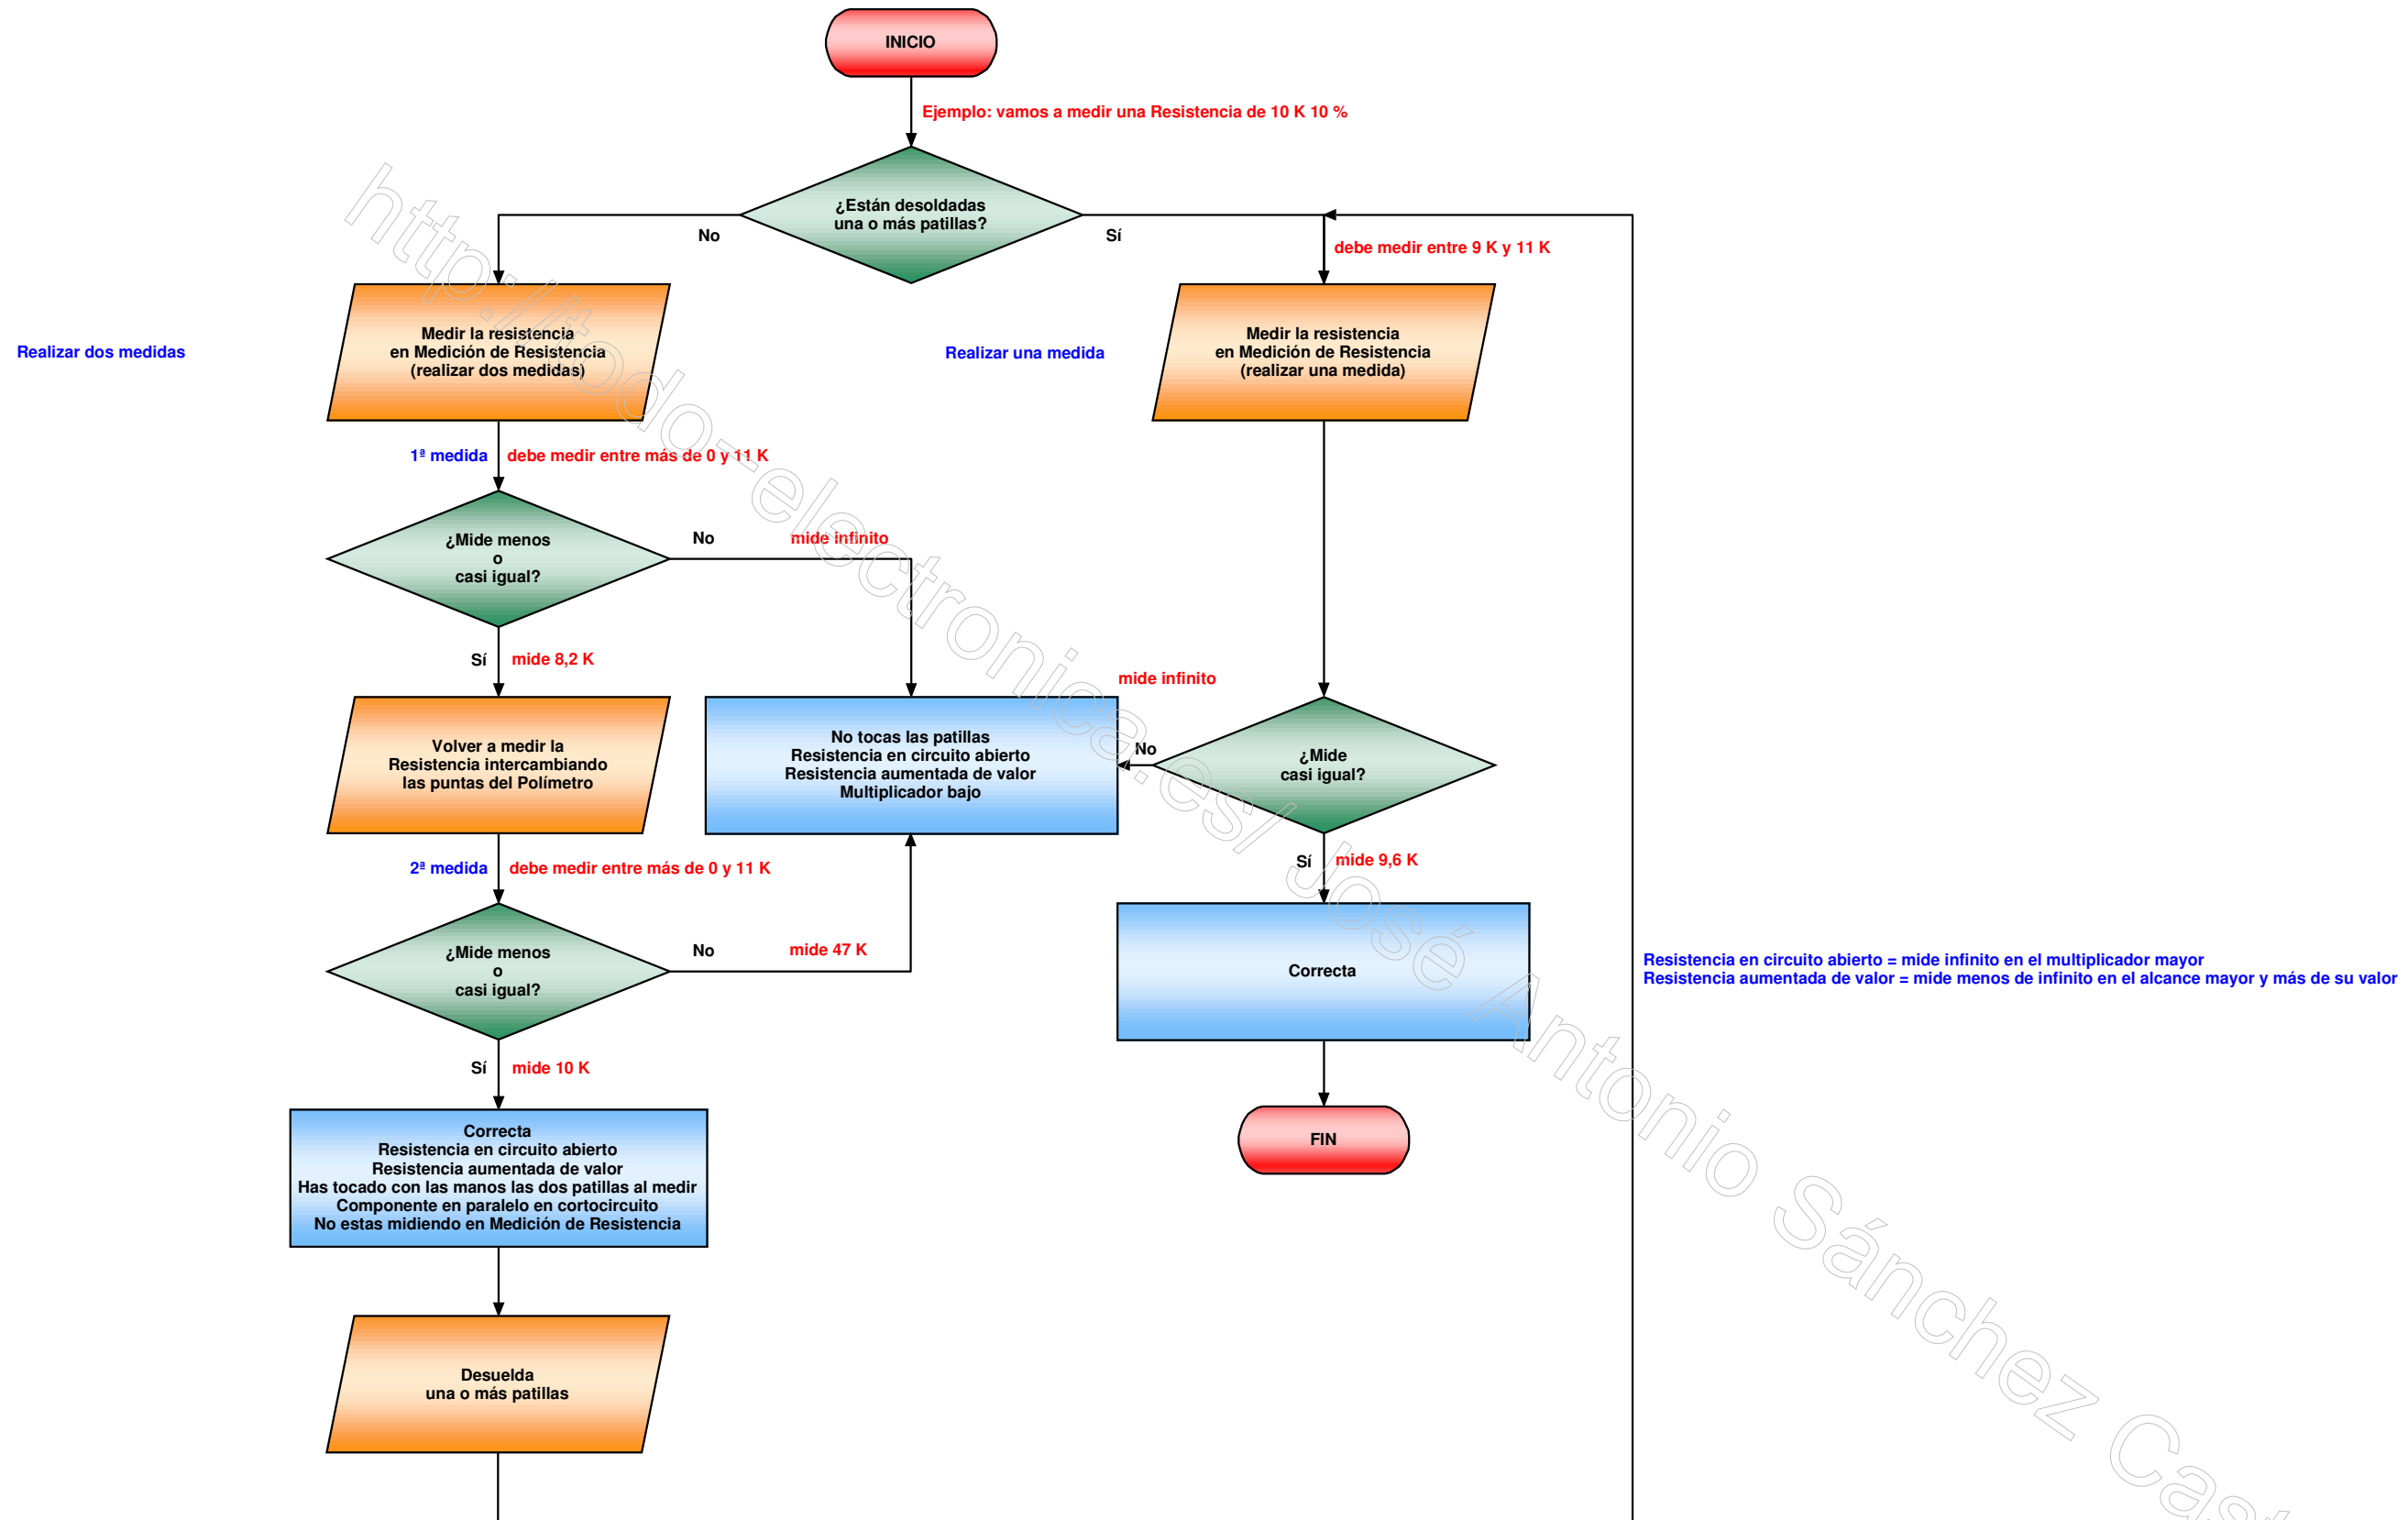 INICIO
Ejemplo: vamos a medir una Resistencia de 10 K 10 %
¿Están desoldadas
una o más patillas?
No
Sí
debe medir entre 9 K y 11 K
Realizar dos medidas
Medir la resistencia
en Medición de Resistencia
(realizar dos medidas)
Realizar una medida
Medir la resistencia
en Medición de Resistencia
(realizar una medida)
1ª medida
debe medir entre más de 0 y 11 K
¿Mide menos
o
casi igual?
No
mide infinito
Sí
mide 8,2 K
mide infinito
Volver a medir la
Resistencia intercambiando
las puntas del Polímetro
No tocas las patillas
Resistencia en circuito abierto
Resistencia aumentada de valor
Multiplicador bajo
No
¿Mide
casi igual?
2ª medida
debe medir entre más de 0 y 11 K
Sí
mide 9,6 K
¿Mide menos
o
casi igual?
No
mide 47 K
Correcta
Resistencia en circuito abierto = mide infinito en el multiplicador mayor
Resistencia aumentada de valor = mide menos de infinito en el alcance mayor y más de su valor
Sí
mide 10 K
Correcta
Resistencia en circuito abierto
Resistencia aumentada de valor
Has tocado con las manos las dos patillas al medir
Componente en paralelo en cortocircuito
No estas midiendo en Medición de Resistencia
FIN
Desuelda
una o más patillas
http://todo-electronica.es/ José Antonio Sánchez